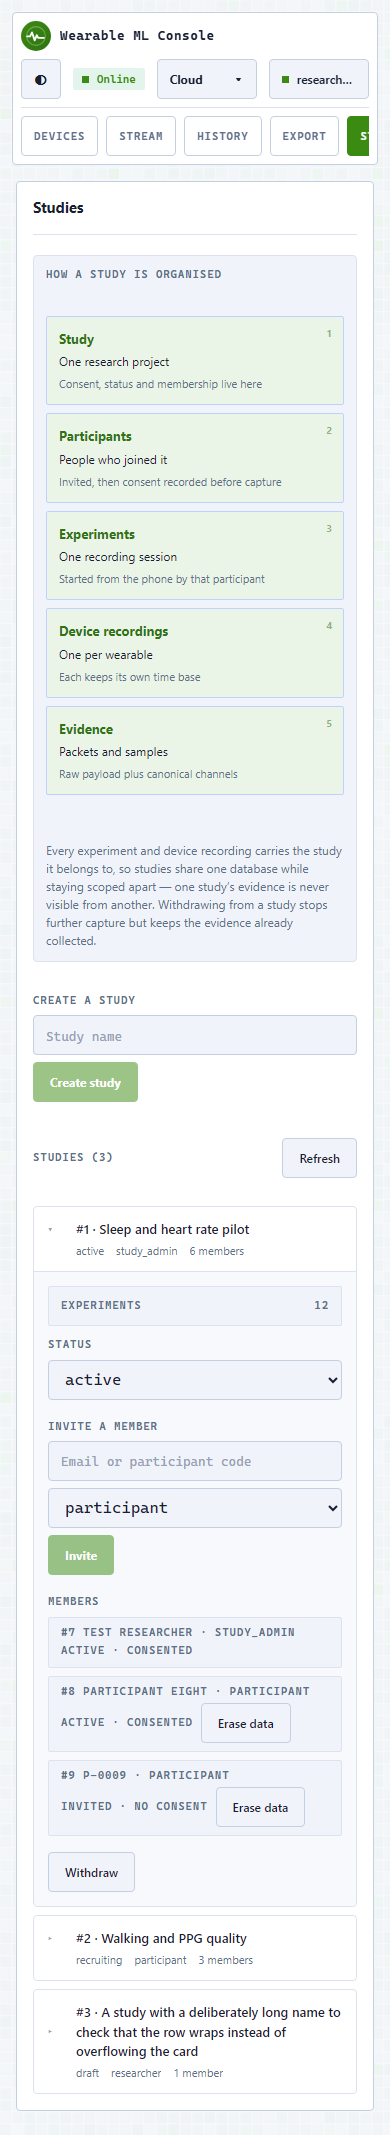 Wearable ML Console
Online
Cloud
research...
DEVICES
STREAM
HISTORY
EXPORT
Studies
HOW A STUDY IS ORGANISED
Study
1
One research project
Consent, status and membership live here
Participants
2
People who joined it
Invited, then consent recorded before capture
Experiments
3
One recording session
Started from the phone by that participant
Device recordings
4
One per wearable
Each keeps its own time base
Evidence
5
Packets and samples
Raw payload plus canonical channels
Every experiment and device recording carries the study
it belongs to, so studies share one database while
staying scoped apart — one study's evidence is never
visible from another. Withdrawing from a study stops
further capture but keeps the evidence already
collected.
CREATE A STUDY
Study name
Create study
STUDIES (3)
Refresh
#1 · Sleep and heart rate pilot
active study_admin 6 members
EXPERIMENTS 12
STATUS
active
INVITE A MEMBER
Email or participant code
participant
Invite
MEMBERS
#7 TEST RESEARCHER · STUDY_ADMIN
ACTIVE · CONSENTED
#8 PARTICIPANT EIGHT · PARTICIPANT
ACTIVE · CONSENTED Erase data
#9 P-0009 · PARTICIPANT
INVITED · NO CONSENT Erase data
Withdraw
#2 · Walking and PPG quality
recruiting participant 3 members
#3 · A study with a deliberately long name to
check that the row wraps instead of
overflowing the card
draft researcher 1 member